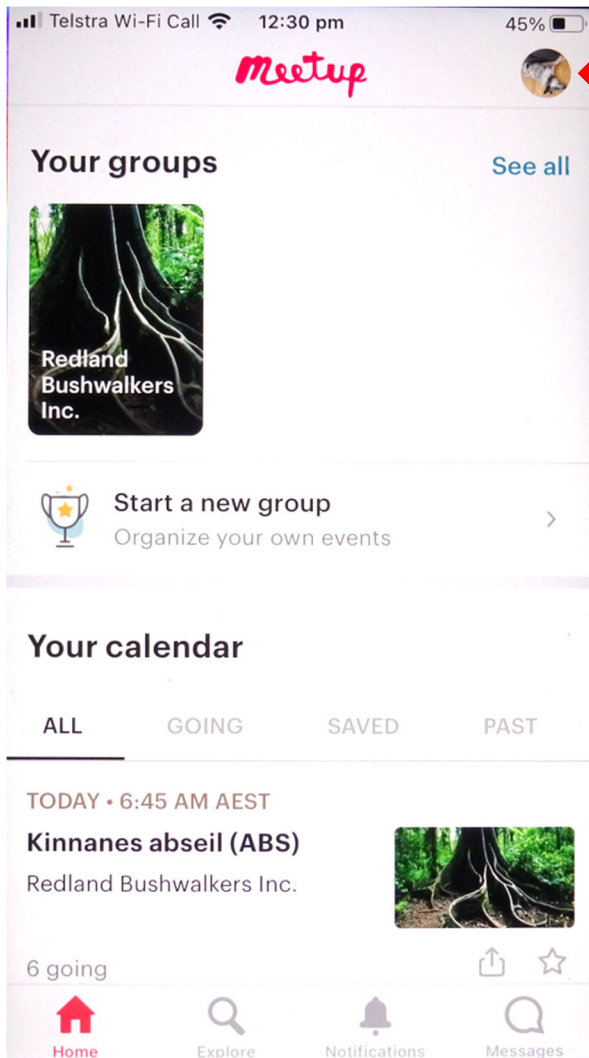 Telstra Wi-Fi Call 12:30 pm 45%
Meetup
Your groups See all
Redland
Bushwalkers
Inc.
Start a new group
Organize your own events
Your calendar
ALL GOING SAVED PAST
TODAY • 6:45 AM AEST
Kinnanes abseil (ABS)
Redland Bushwalkers Inc.
6 going
Home Explore Notifications Messages